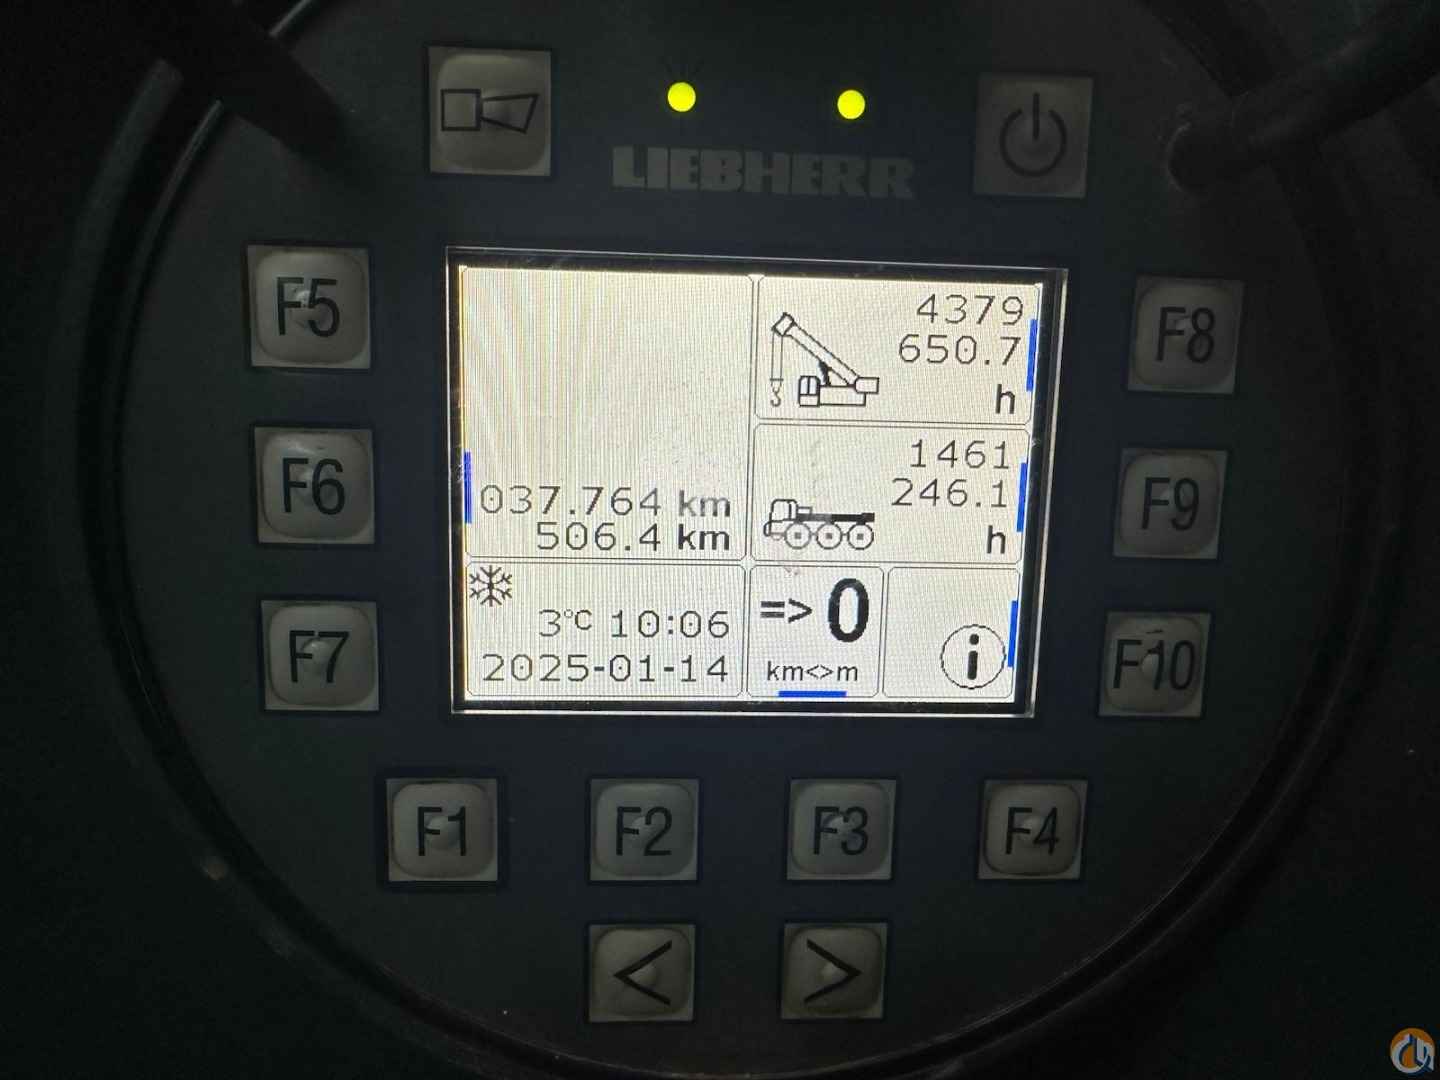 LIEBHERR
F5
F6
F7
F8
F9
F10
4379
650.7
h
1461
246.1
h
037.764 km
506.4 km
3°C 10:06
2025-01-14
=> 0
km<>m
i
F1
F2
F3
F4
<
>